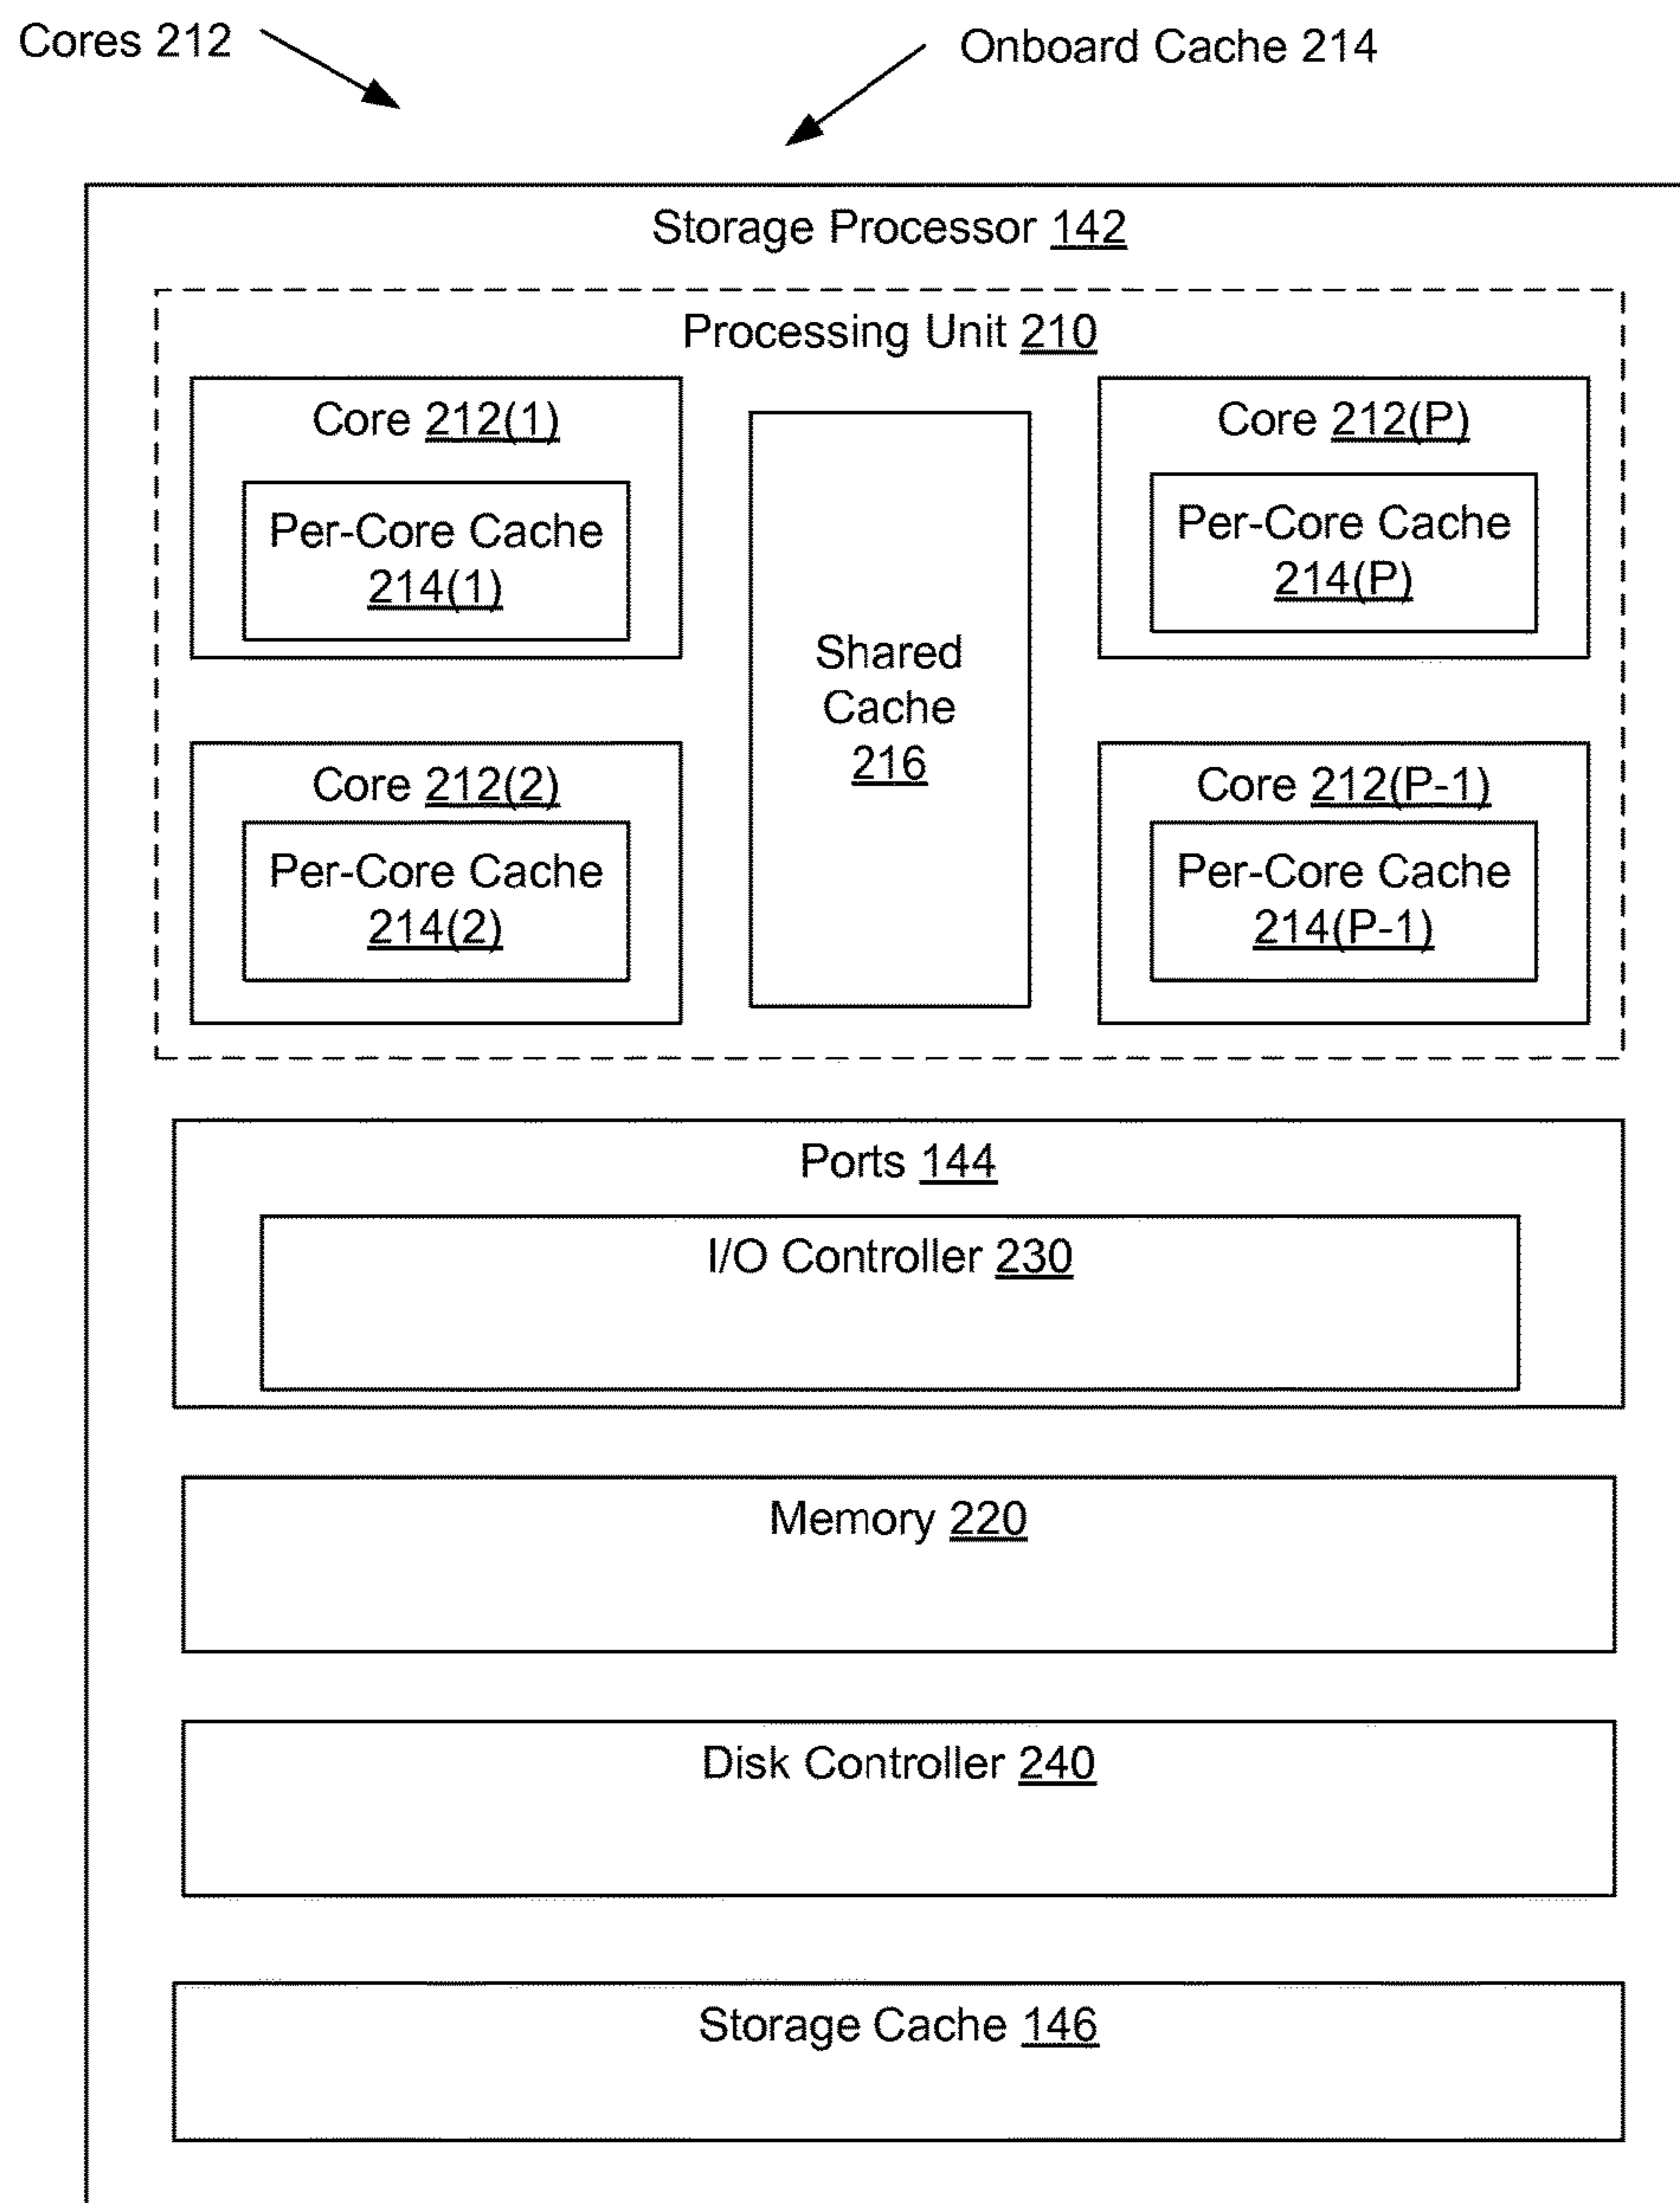 Cores 212
Onboard Cache 214
Storage Processor 142
Processing Unit 210
Core 212(1)
Per-Core Cache
214(1)
Core 212(P)
Per-Core Cache
214(P)
Shared
Cache
216
Core 212(2)
Per-Core Cache
214(2)
Core 212(P-1)
Per-Core Cache
214(P-1)
Ports 144
I/O Controller 230
Memory 220
Disk Controller 240
Storage Cache 146